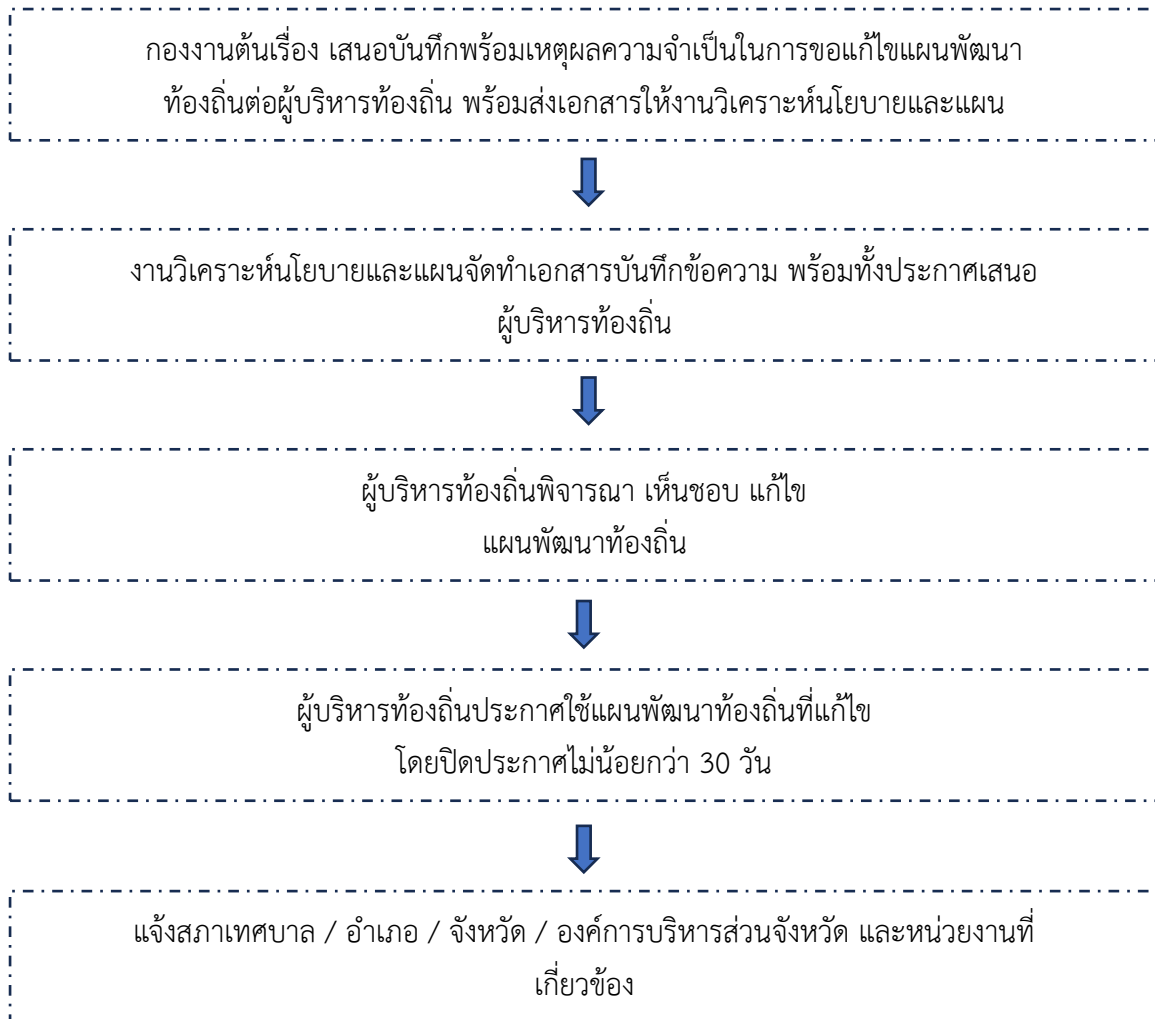 กองงานต้นเรื่อง เสนอบันทึกพร้อมเหตุผลความจำเป็นในการขอแก้ไขแผนพัฒนา
ท้องถิ่นต่อผู้บริหารท้องถิ่น พร้อมส่งเอกสารให้งานวิเคราะห์นโยบายและแผน
งานวิเคราะห์นโยบายและแผนจัดทำเอกสารบันทึกข้อความ พร้อมทั้งประกาศเสนอ
ผู้บริหารท้องถิ่น
ผู้บริหารท้องถิ่นพิจารณา เห็นชอบ แก้ไข
แผนพัฒนาท้องถิ่น
ผู้บริหารท้องถิ่นประกาศใช้แผนพัฒนาท้องถิ่นที่แก้ไข
โดยปิดประกาศไม่น้อยกว่า 30 วัน
แจ้งสภาเทศบาล / อำเภอ / จังหวัด / องค์การบริหารส่วนจังหวัด และหน่วยงานที่
เกี่ยวข้อง